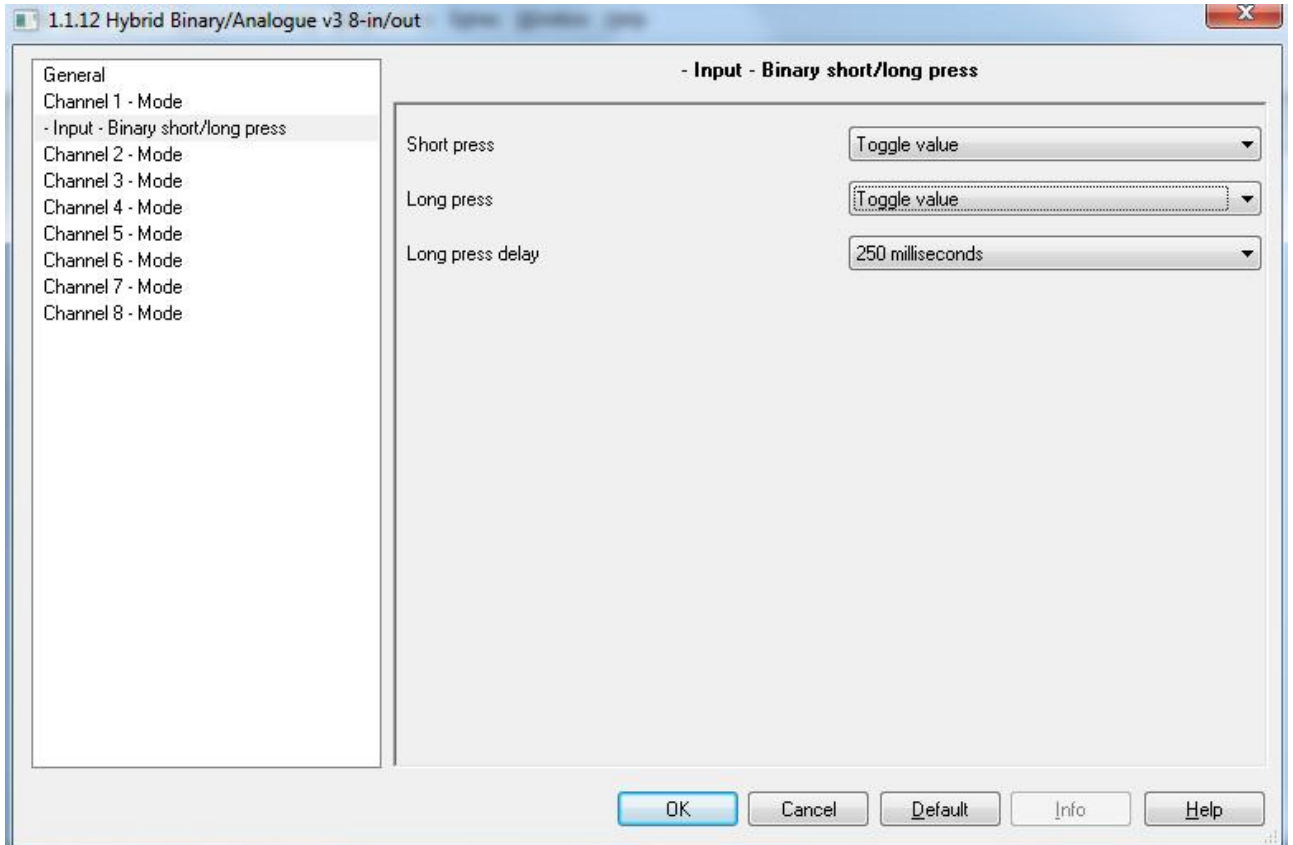 1.1.12 Hybrid Binary/Analogue v3 8-in/out
General
Channel 1 - Mode
- Input - Binary short/long press
Channel 2 - Mode
Channel 3 - Mode
Channel 4 - Mode
Channel 5 - Mode
Channel 6 - Mode
Channel 7 - Mode
Channel 8 - Mode
- Input - Binary short/long press
Short press Toggle value
Long press Toggle value
Long press delay 250 milliseconds
OK Cancel Default Info Help